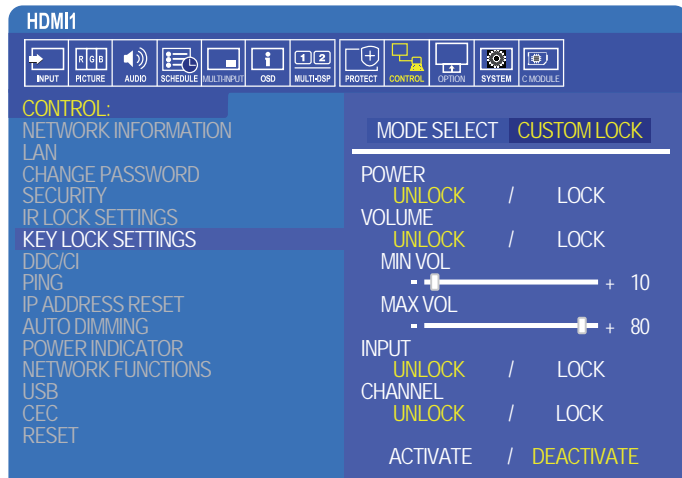 HDMI1
INPUT RGB PICTURE AUDIO SCHEDULE MULTI-INPUT OSD 12 MULTI-DSP PROTECT CONTROL OPTION SYSTEM C MODULE
CONTROL:
NETWORK INFORMATION
LAN
CHANGE PASSWORD
SECURITY
IR LOCK SETTINGS
KEY LOCK SETTINGS
DDC/CI
PING
IP ADDRESS RESET
AUTO DIMMING
POWER INDICATOR
NETWORK FUNCTIONS
USB
CEC
RESET
MODE SELECT CUSTOM LOCK
POWER
UNLOCK / LOCK
VOLUME
UNLOCK / LOCK
MIN VOL
- + 10
MAX VOL
- + 80
INPUT
UNLOCK / LOCK
CHANNEL
UNLOCK / LOCK
ACTIVATE / DEACTIVATE